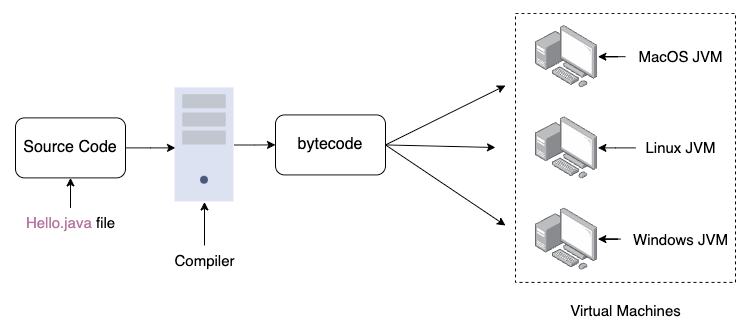 Source Code
Hello.java file
Compiler
bytecode
MacOS JVM
Linux JVM
Windows JVM
Virtual Machines